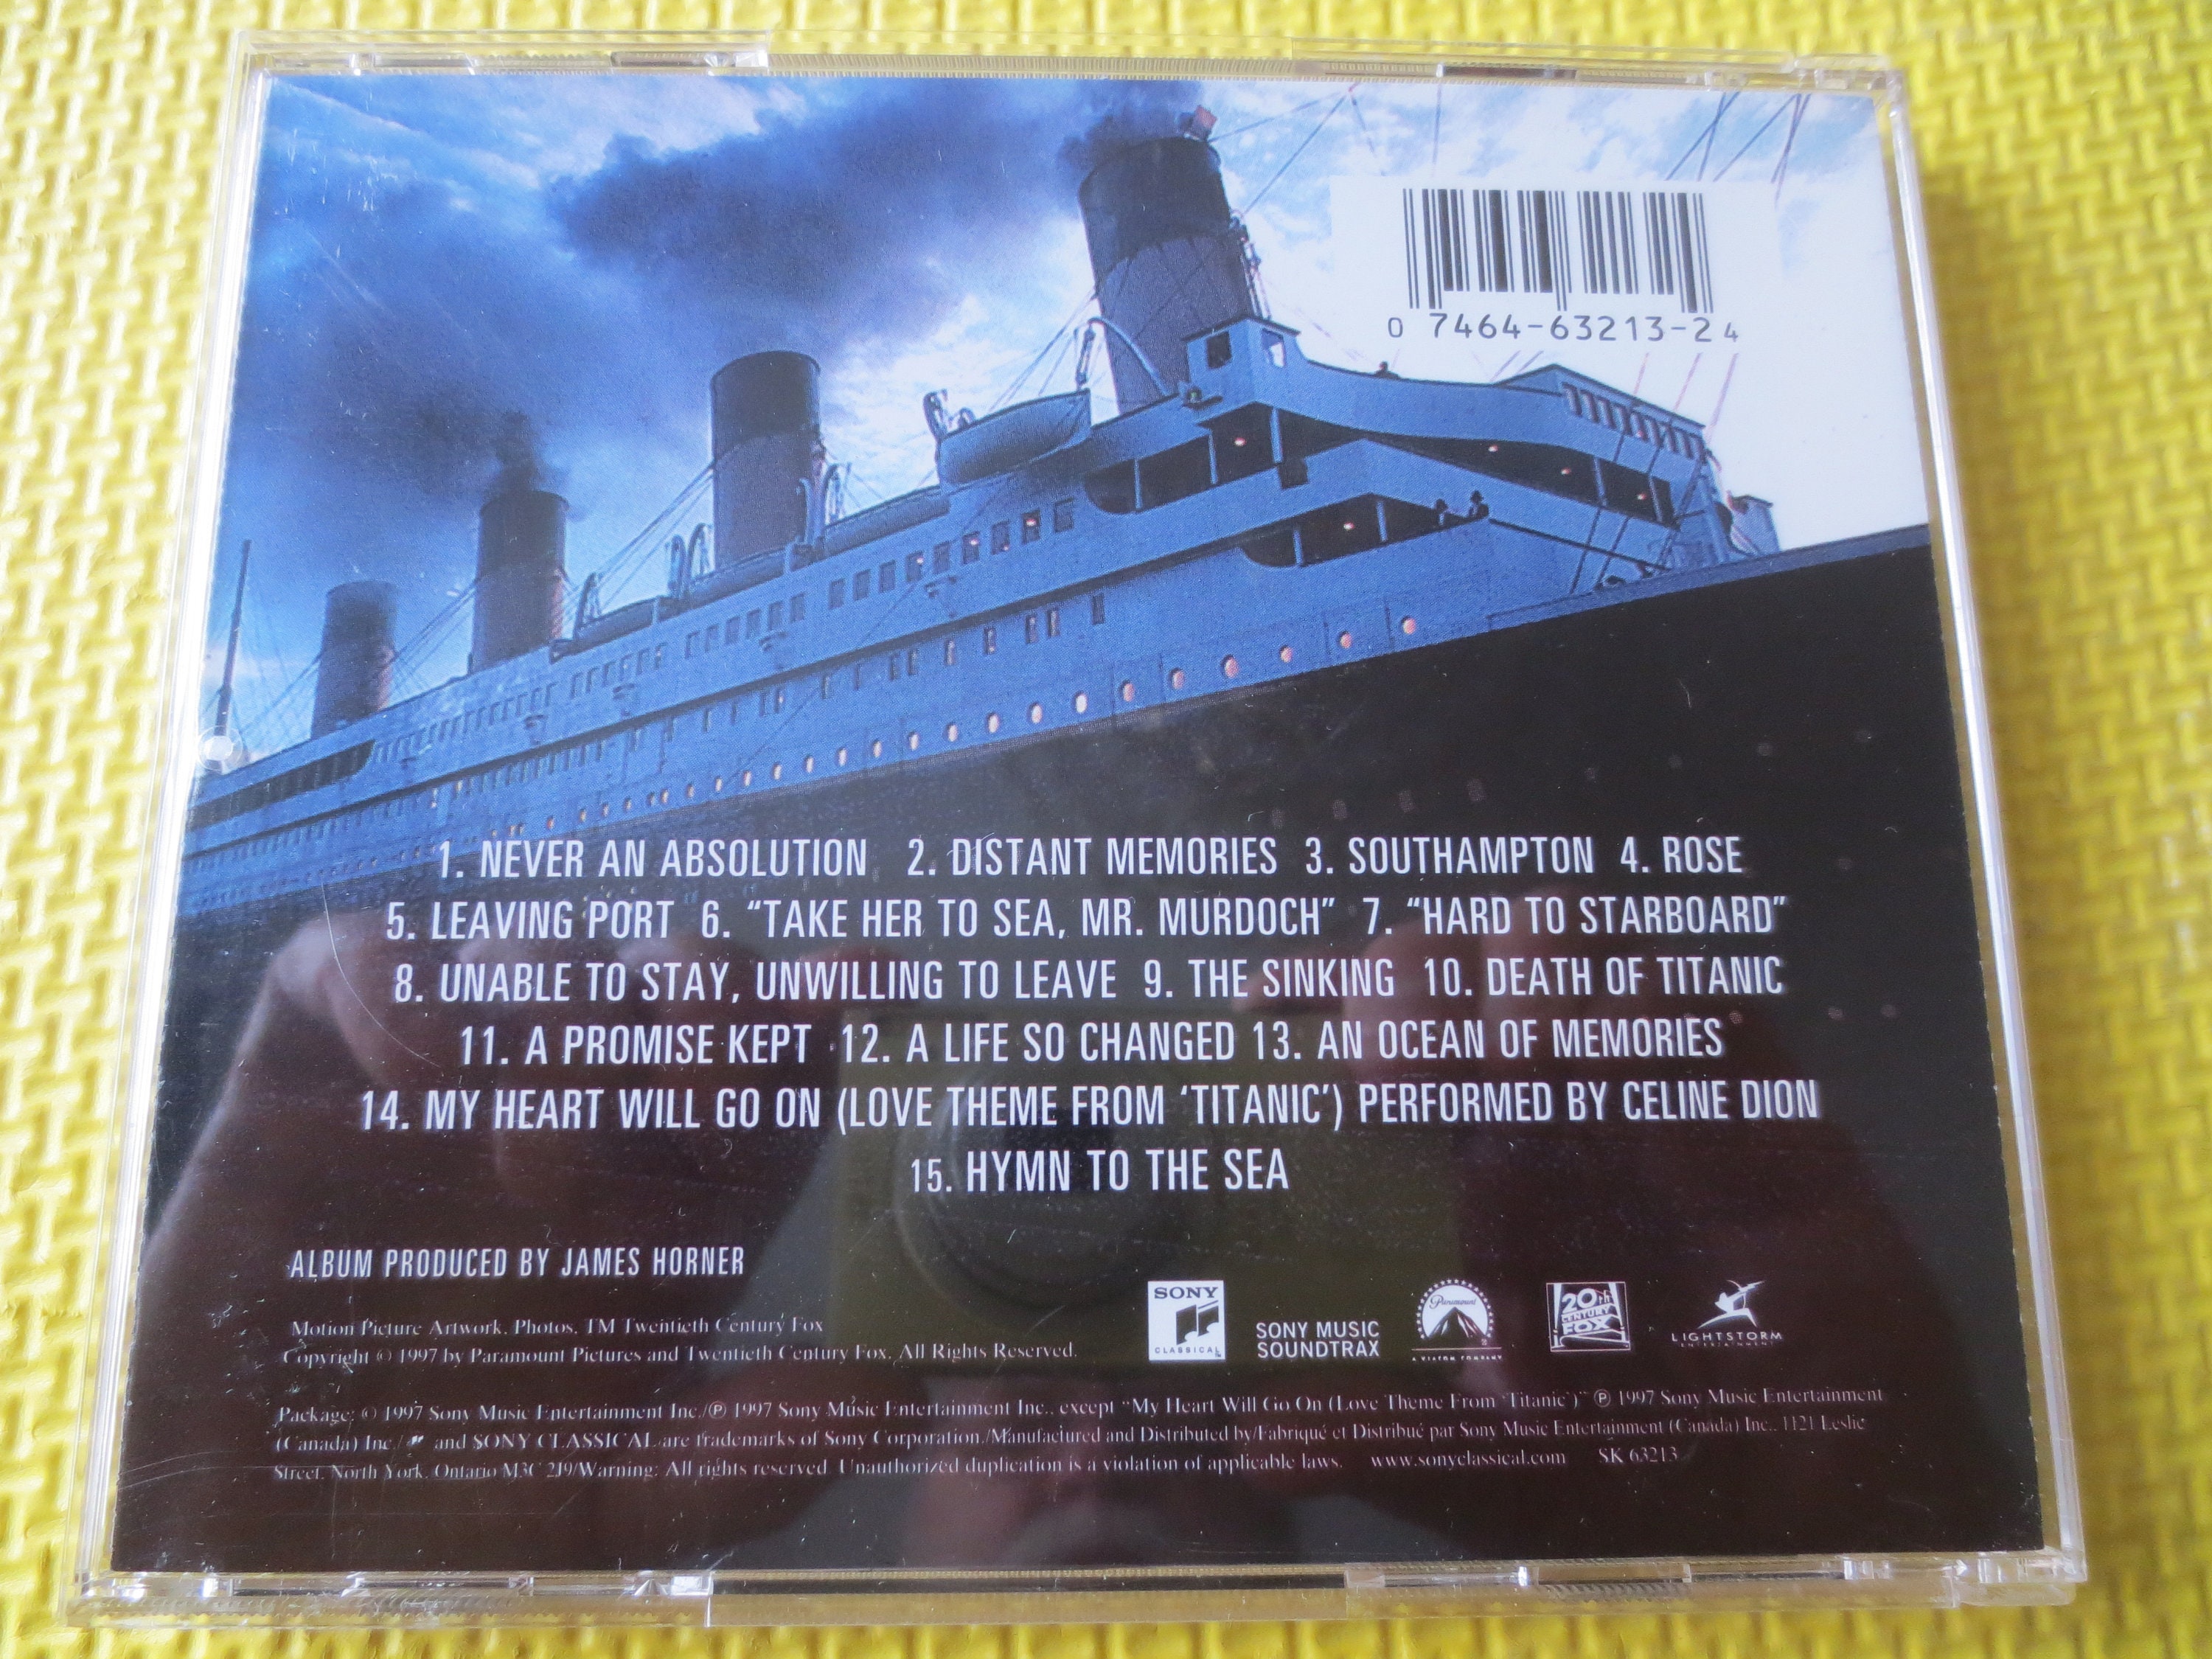 0 7464-63213-2 4
1. NEVER AN ABSOLUTION 2. DISTANT MEMORIES 3. SOUTHAMPTON 4. ROSE
5. LEAVING PORT 6. “TAKE HER TO SEA, MR. MURDOCH” 7. “HARD TO STARBOARD”
8. UNABLE TO STAY, UNWILLING TO LEAVE 9. THE SINKING 10. DEATH OF TITANIC
11. A PROMISE KEPT 12. A LIFE SO CHANGED 13. AN OCEAN OF MEMORIES
14. MY HEART WILL GO ON (LOVE THEME FROM ‘TITANIC’) PERFORMED BY CELINE DION
15. HYMN TO THE SEA
ALBUM PRODUCED BY JAMES HORNER
Motion Picture Artwork, Photos, TM Twentieth Century Fox
Copyright © 1997 by Paramount Pictures and Twentieth Century Fox. All Rights Reserved.
SONY
CLASSICAL
SONY MUSIC
SOUNDTRAX
Paramount
A VIACOM COMPANY
20th
CENTURY
FOX
LIGHTSTORM
ENTERTAINMENT
Package: © 1997 Sony Music Entertainment Inc./℗ 1997 Sony Music Entertainment Inc., except “My Heart Will Go On (Love Theme From ‘Titanic’)” ℗ 1997 Sony Music Entertainment
(Canada) Inc./ and SONY CLASSICAL are trademarks of Sony Corporation./Manufactured and Distributed by/Fabriqué et Distribué par Sony Music Entertainment (Canada) Inc., 1121 Leslie
Street, North York, Ontario M3C 2J9/Warning: All rights reserved. Unauthorized duplication is a violation of applicable laws. www.sonyclassical.com SK 63213